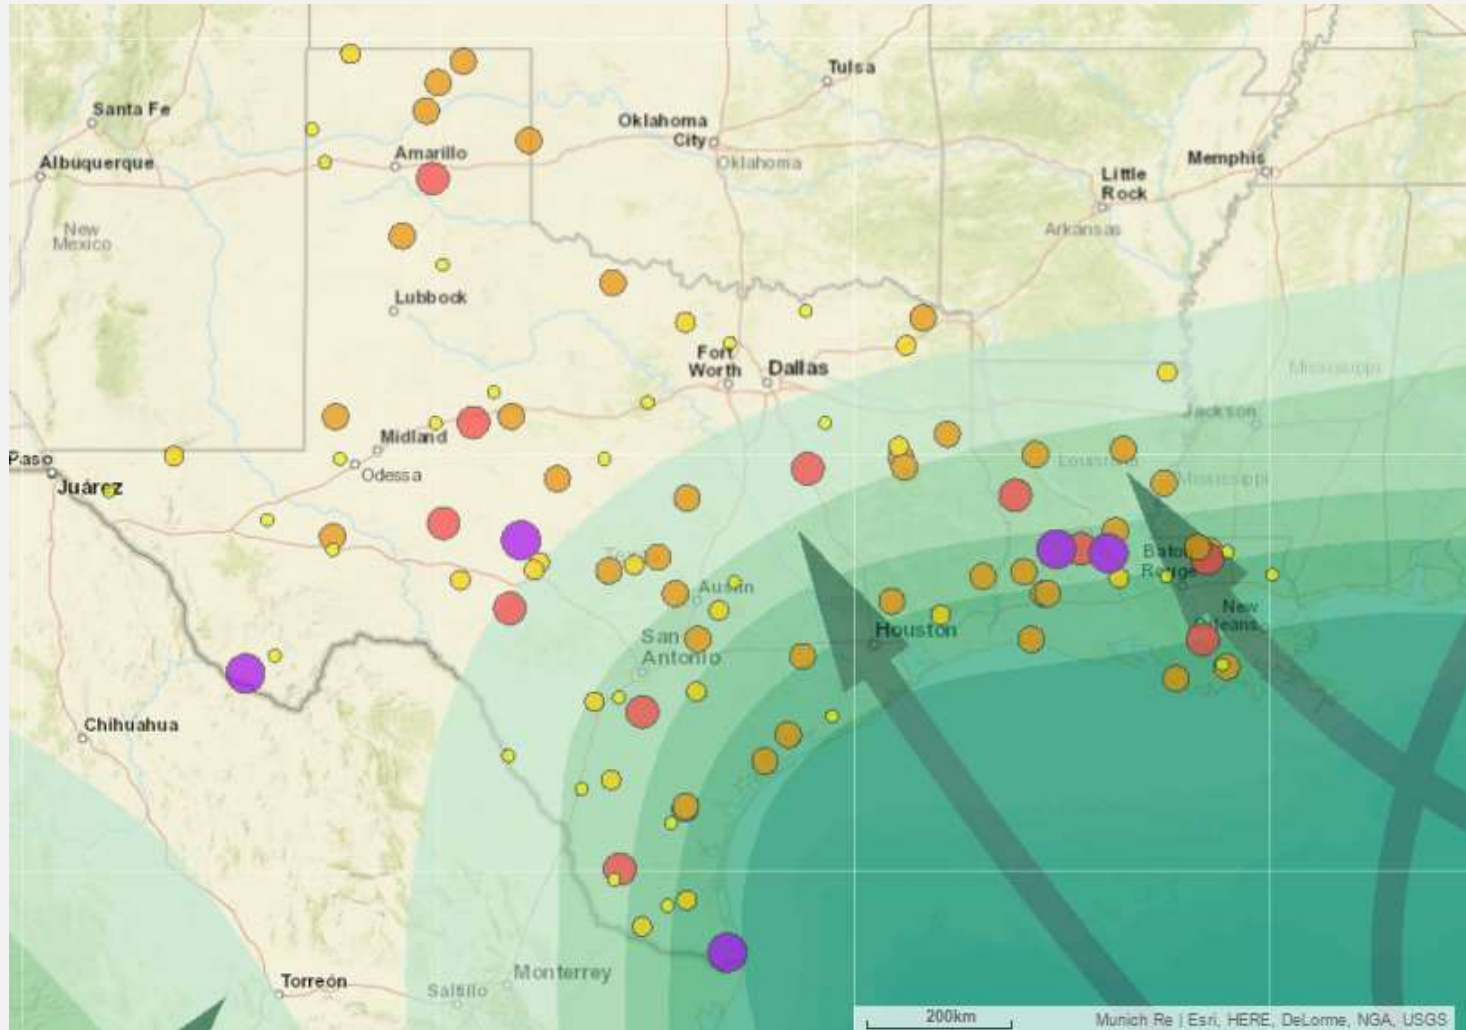 Tulsa
Santa Fe
Oklahoma
City
Oklahoma
Albuquerque
Amarillo
Memphis
Little
Rock
Arkansas
New
Mexico
Lubbock
Fort
Worth
Dallas
Mississippi
Jackson
Midland
Odessa
Paso
Juárez
Louisiana
Mississippi
Texas
Baton
Rouge
Austin
New
Orleans
Houston
San
Antonio
Chihuahua
Monterrey
Torreón
Saltillo
200km
Munich Re | Esri, HERE, DeLorme, NGA, USGS